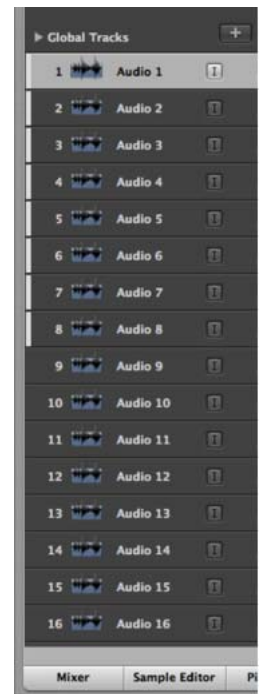 Global Tracks +
1 Audio 1 I
2 Audio 2 I
3 Audio 3 I
4 Audio 4 I
5 Audio 5 I
6 Audio 6 I
7 Audio 7 I
8 Audio 8 I
9 Audio 9 I
10 Audio 10 I
11 Audio 11 I
12 Audio 12 I
13 Audio 13 I
14 Audio 14 I
15 Audio 15 I
16 Audio 16 I
Mixer Sample Editor Pi